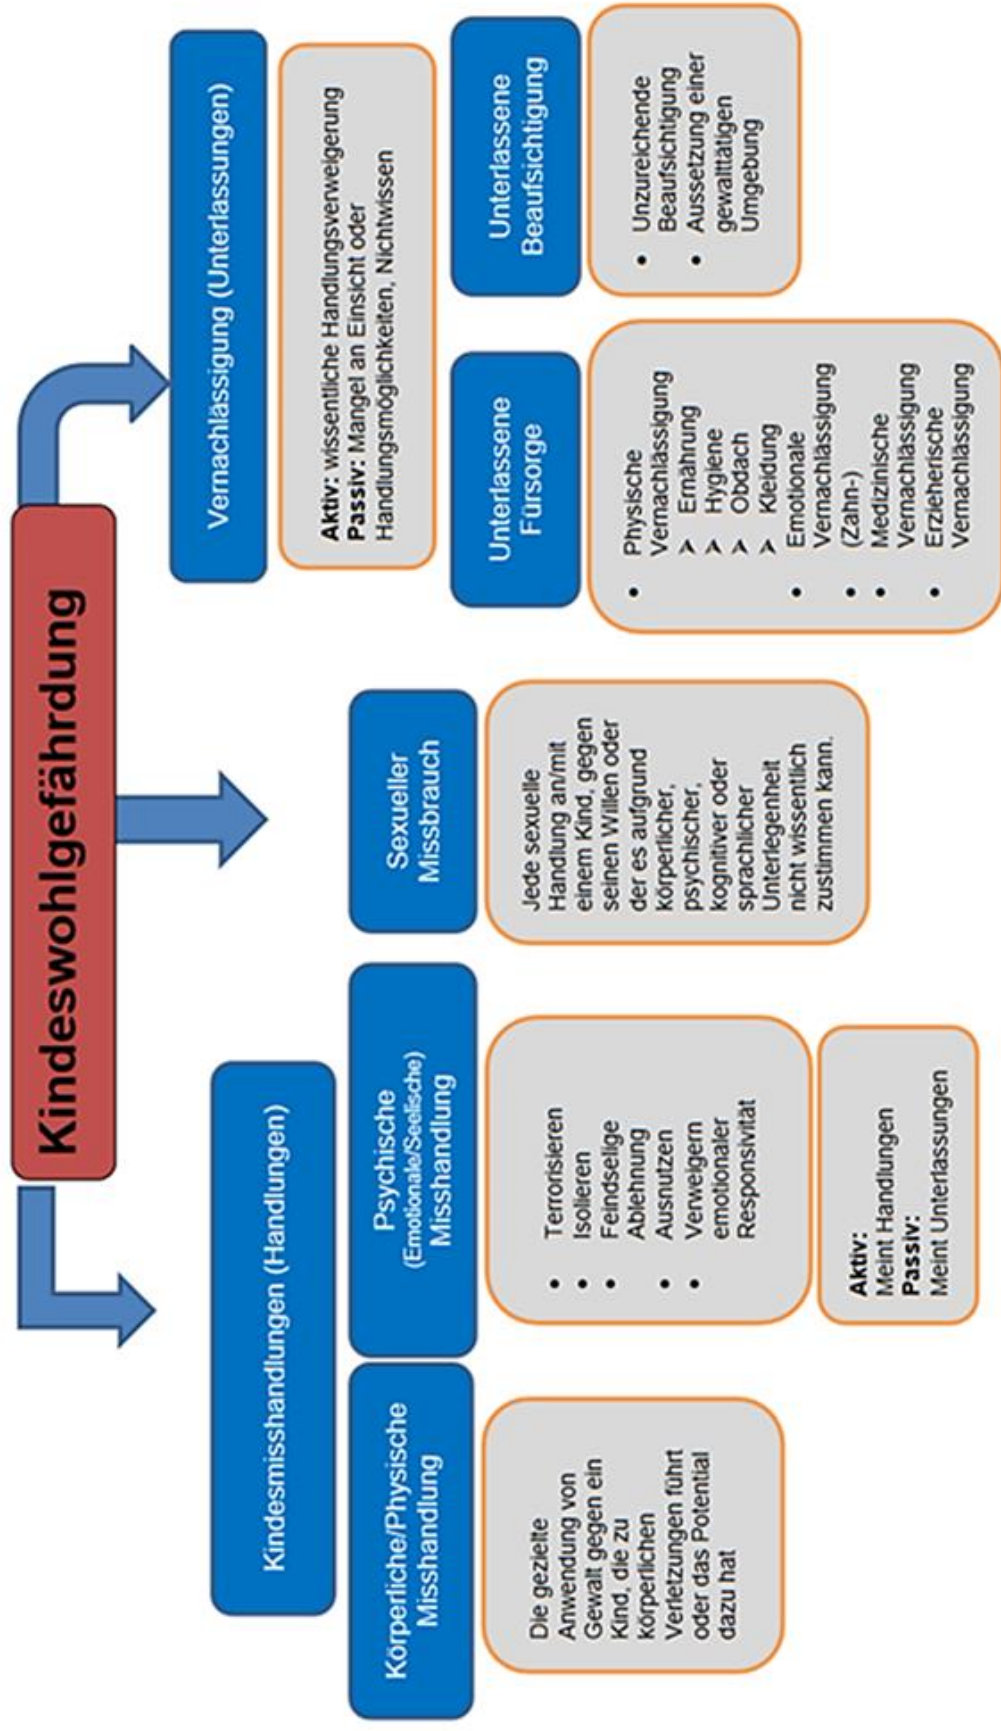 Kindeswohlgefährdung
Kindesmisshandlungen (Handlungen)
Körperliche/Physische
Misshandlung
Die gezielte
Anwendung von
Gewalt gegen ein
Kind, die zu
körperlichen
Verletzungen führt
oder das Potential
dazu hat
Psychische
(Emotionale/Seelische)
Misshandlung
• Terrorisieren
• Isolieren
• Feindselige
Ablehnung
• Ausnutzen
• Verweigern
emotionaler
Responsivität
Aktiv:
Meint Handlungen
Passiv:
Meint Unterlassungen
Sexueller
Missbrauch
Jede sexuelle
Handlung an/mit
einem Kind, gegen
seinen Willen oder
der es aufgrund
körperlicher,
psychischer,
kognitiver oder
sprachlicher
Unterlegenheit
nicht wissentlich
zustimmen kann.
Vernachlässigung (Unterlassungen)
Aktiv: wissentliche Handlungsverweigerung
Passiv: Mangel an Einsicht oder
Handlungsmöglichkeiten, Nichtwissen
Unterlassene
Fürsorge
• Physische
Vernachlässigung
➤ Ernährung
➤ Hygiene
➤ Obdach
➤ Kleidung
• Emotionale
Vernachlässigung
• (Zahn-)
• Medizinische
Vernachlässigung
• Erzieherische
Vernachlässigung
Unterlassene
Beaufsichtigung
• Unzureichende
Beaufsichtigung
• Aussetzung einer
gewalttätigen
Umgebung